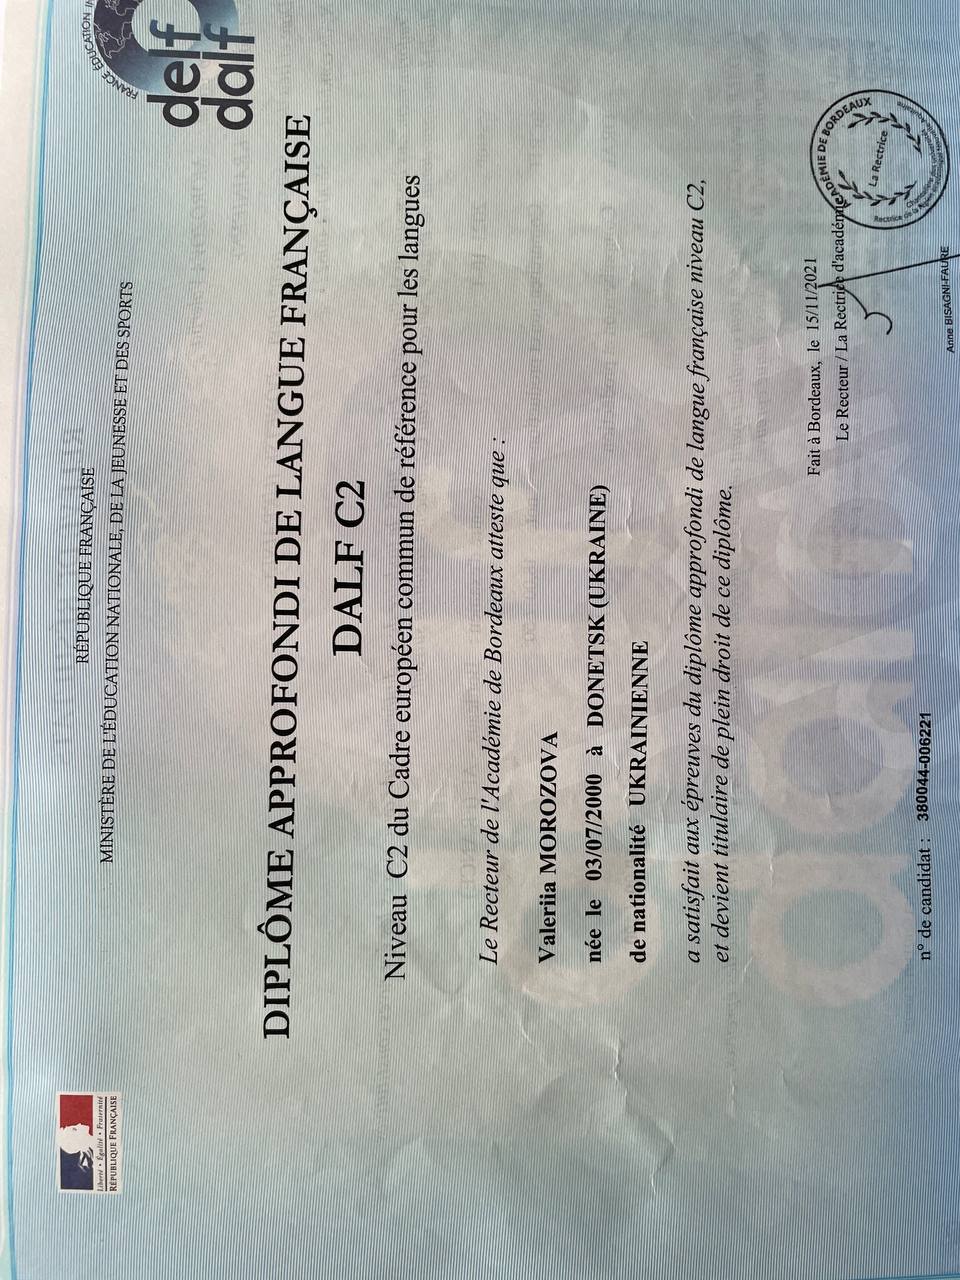 Liberté • Égalité • Fraternité
RÉPUBLIQUE FRANÇAISE
RÉPUBLIQUE FRANÇAISE
MINISTÈRE DE L'ÉDUCATION NATIONALE, DE LA JEUNESSE ET DES SPORTS
FRANCE ÉDUCATION
delf
dalf
DIPLÔME APPROFONDI DE LANGUE FRANÇAISE
DALF C2
Niveau C2 du Cadre européen commun de référence pour les langues
Le Recteur de l'Académie de Bordeaux atteste que :
Valeriia MOROZOVA
née le 03/07/2000 à DONETSK (UKRAINE)
de nationalité UKRAINIENNE
a satisfait aux épreuves du diplôme approfondi de langue française niveau C2,
et devient titulaire de plein droit de ce diplôme.
Fait à Bordeaux, le 15/11/2021
Le Recteur / La Rectrice d'académie
ACADÉMIE DE BORDEAUX
La Rectrice
n° de candidat : 380044-006221
Anne BISAGNI-FAURE